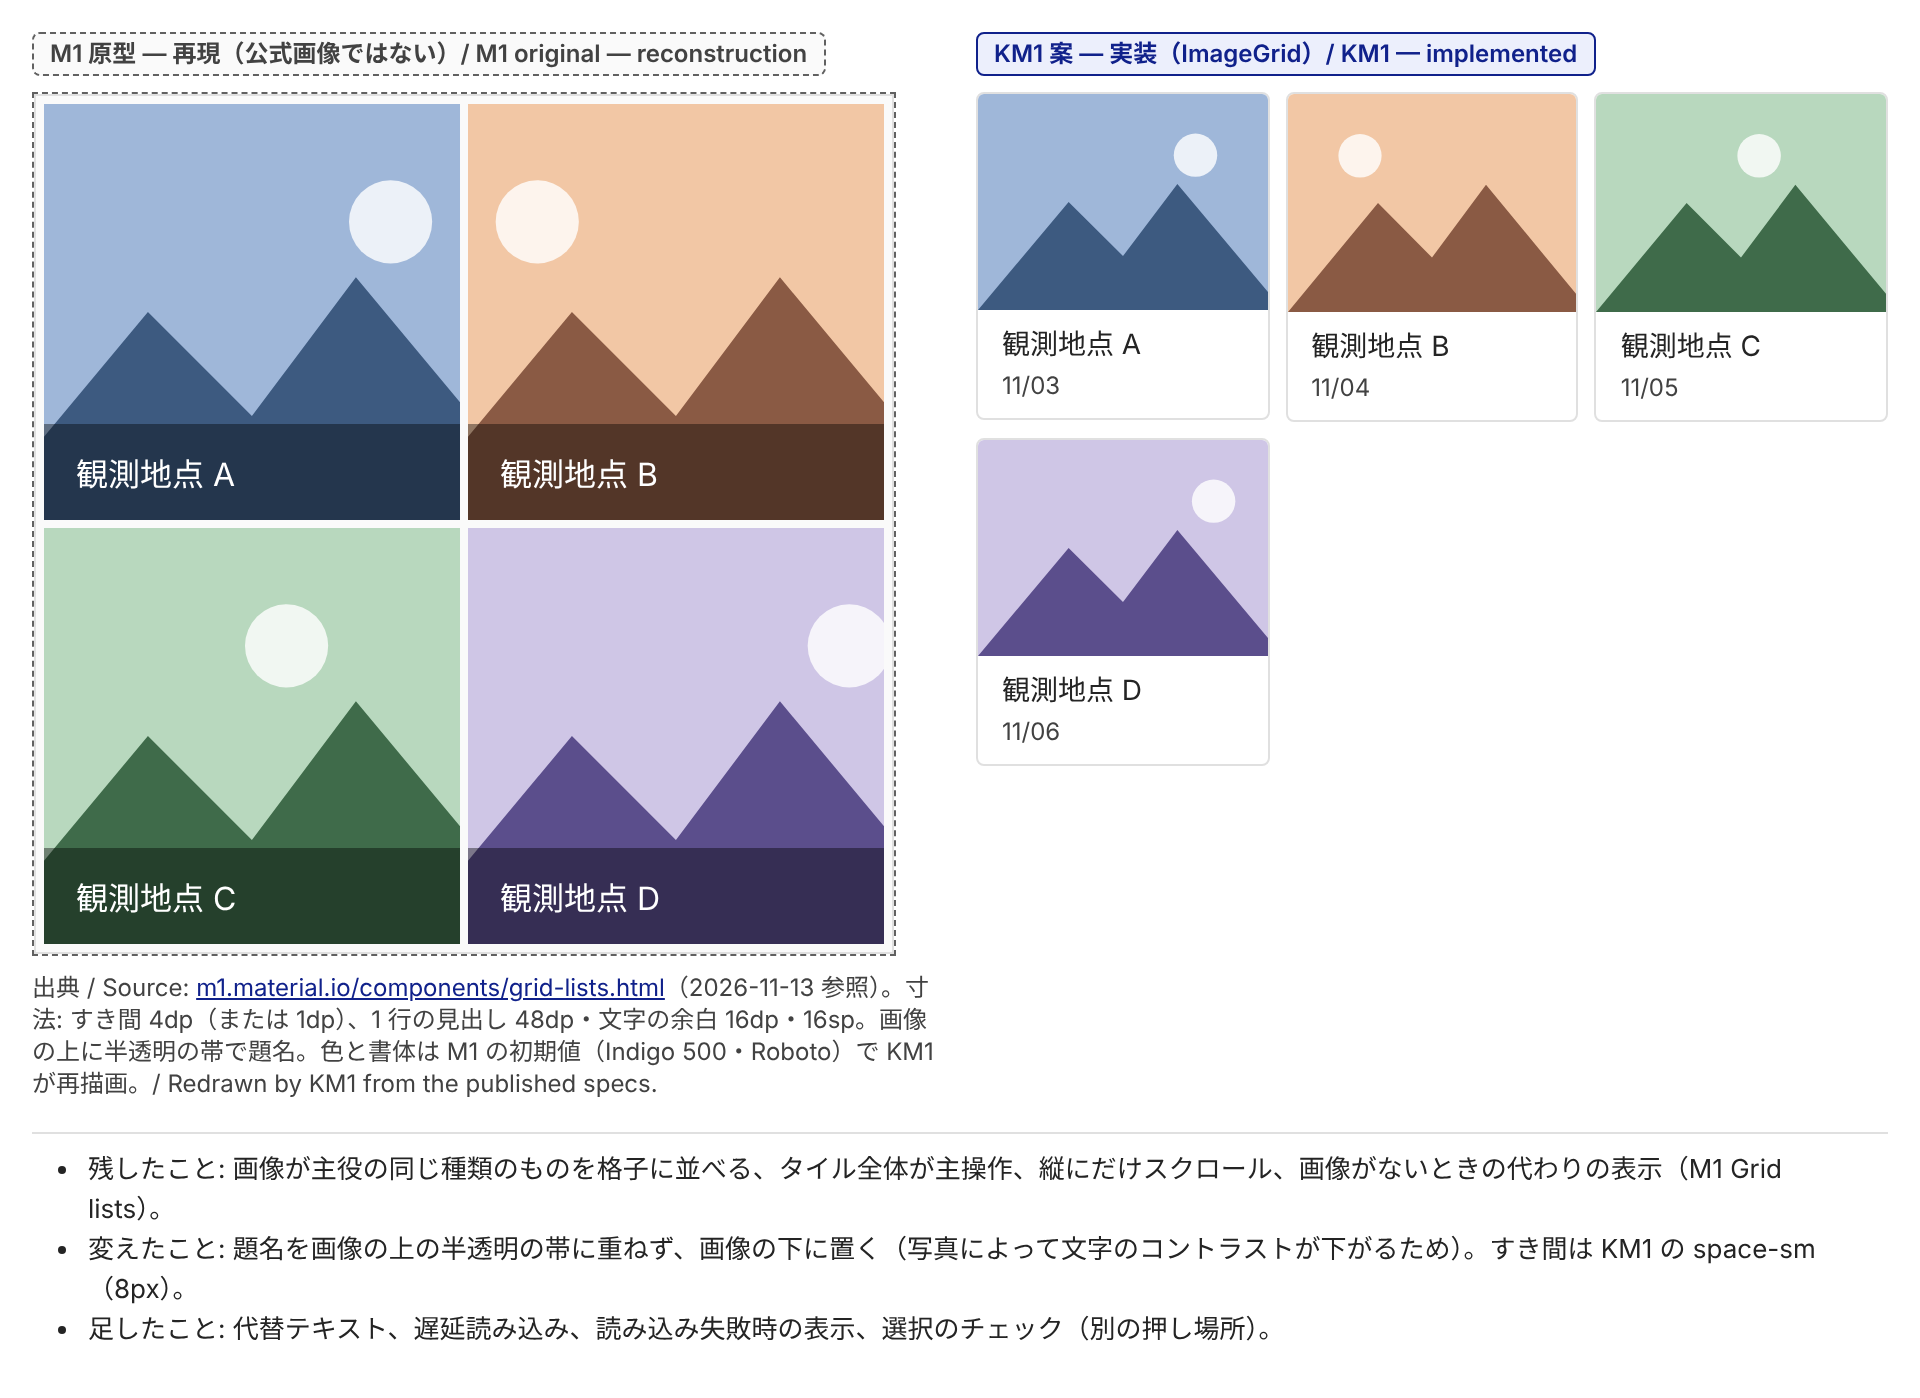 M1 原型 — 再現（公式画像ではない）/ M1 original — reconstruction
観測地点 A
観測地点 B
観測地点 C
観測地点 D
出典 / Source: m1.material.io/components/grid-lists.html（2026-11-13 参照）。寸
法: すき間 4dp（または 1dp）、1 行の見出し 48dp・文字の余白 16dp・16sp。画像
の上に半透明の帯で題名。色と書体は M1 の初期値（Indigo 500・Roboto）で KM1
が再描画。/ Redrawn by KM1 from the published specs.
KM1 案 — 実装（ImageGrid）/ KM1 — implemented
観測地点 A
11/03
観測地点 B
11/04
観測地点 C
11/05
観測地点 D
11/06
• 残したこと: 画像が主役の同じ種類のものを格子に並べる、タイル全体が主操作、縦にだけスクロール、画像がないときの代わりの表示（M1 Grid
lists）。
• 変えたこと: 題名を画像の上の半透明の帯に重ねず、画像の下に置く（写真によって文字のコントラストが下がるため）。すき間は KM1 の space-sm
（8px）。
• 足したこと: 代替テキスト、遅延読み込み、読み込み失敗時の表示、選択のチェック（別の押し場所）。